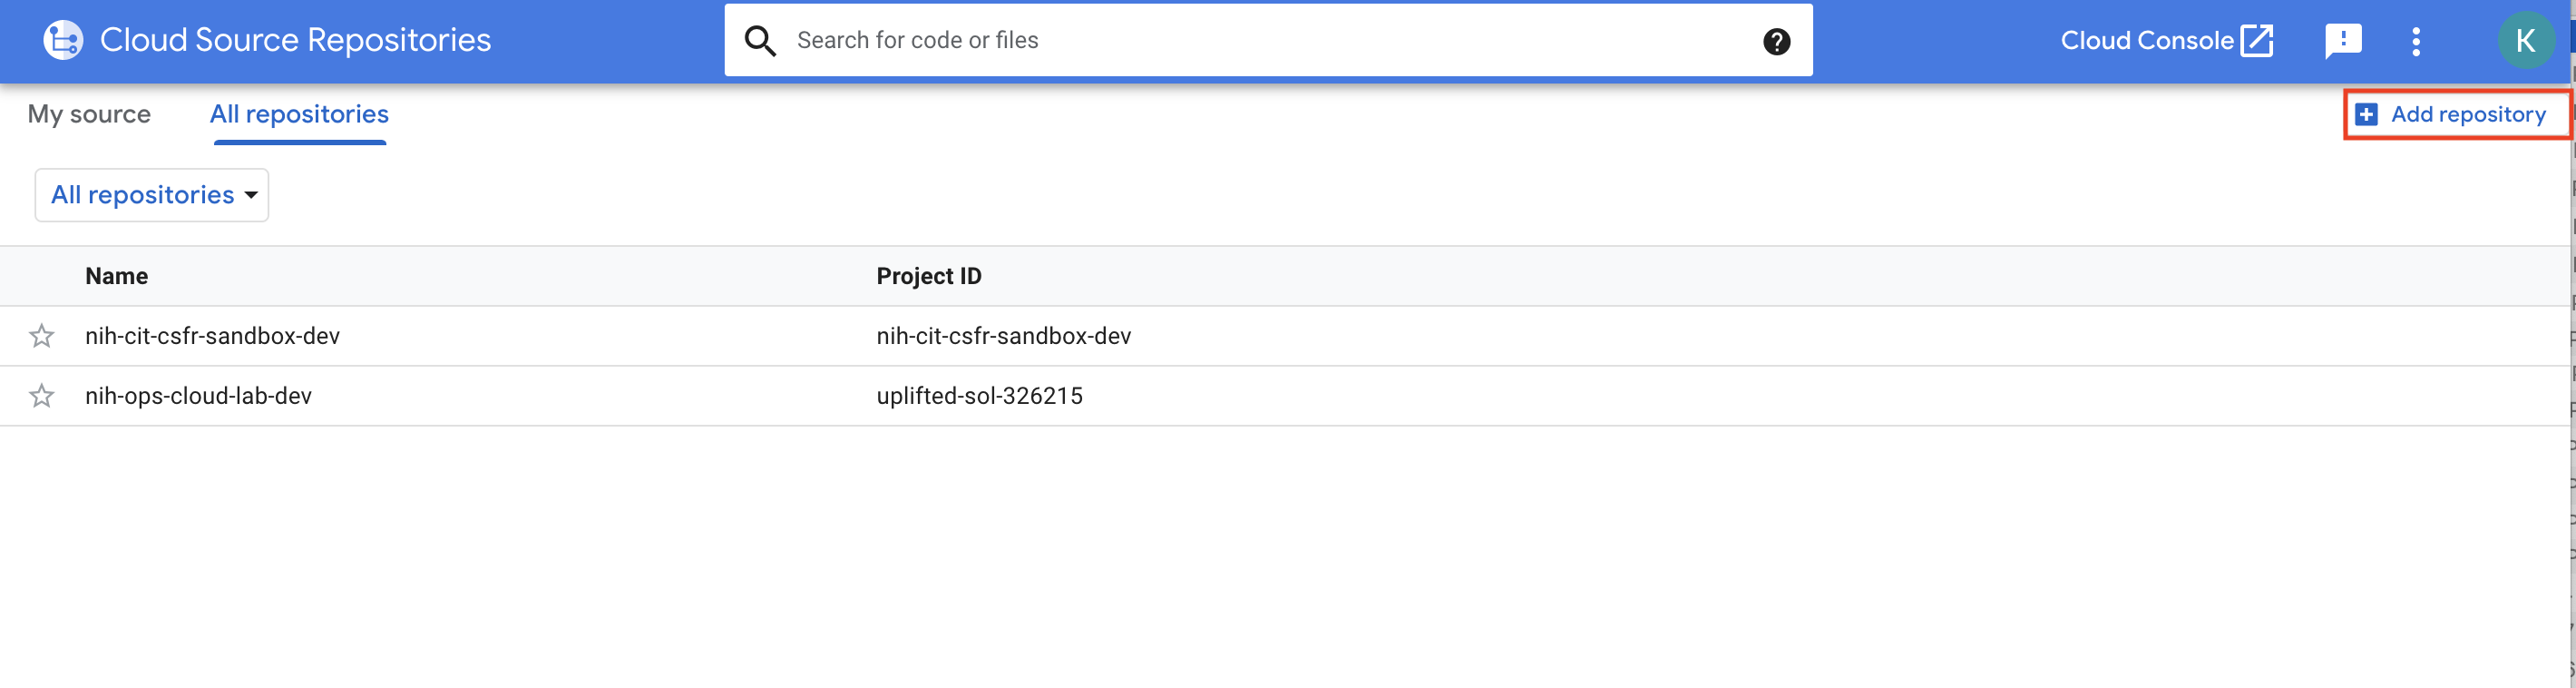 Cloud Source Repositories
Search for code or files
Cloud Console
K
My source
All repositories
Add repository
All repositories
Name
Project ID
nih-cit-csfr-sandbox-dev
nih-cit-csfr-sandbox-dev
nih-ops-cloud-lab-dev
uplifted-sol-326215